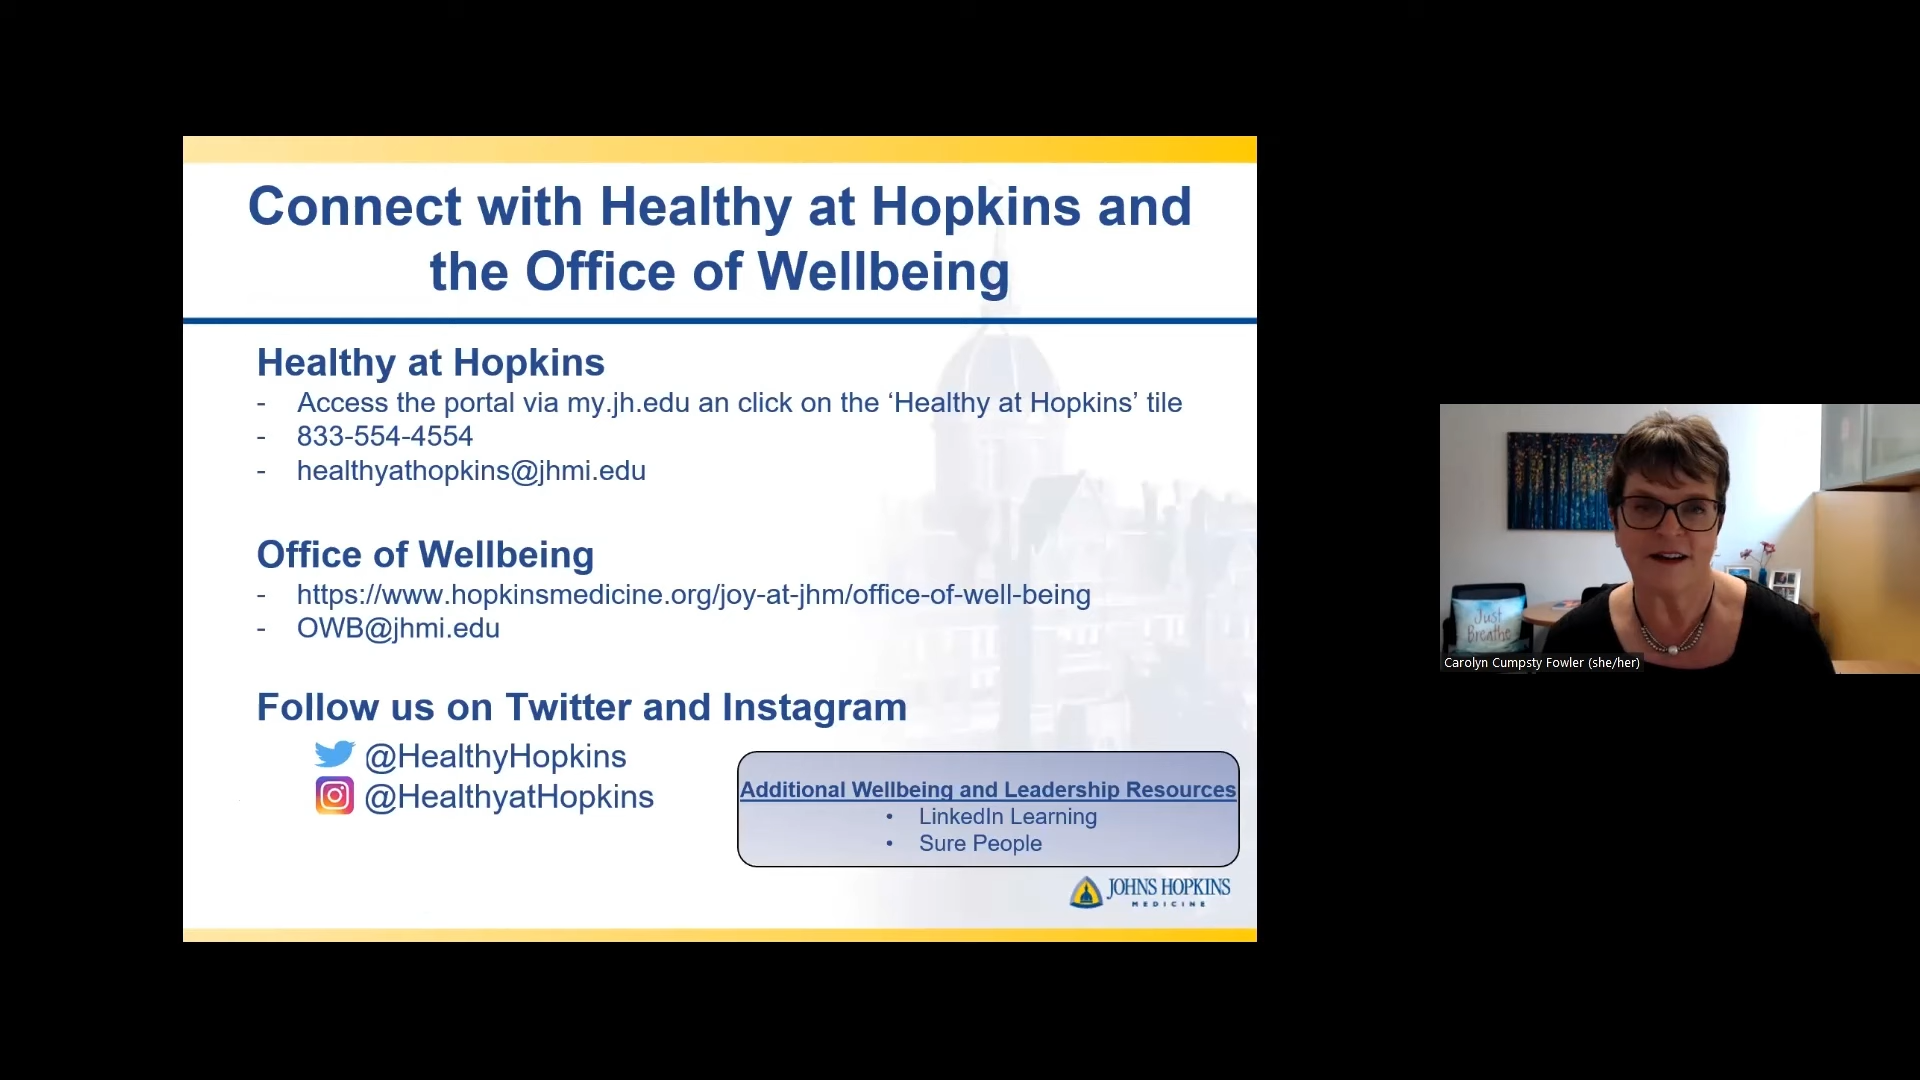 Connect with Healthy at Hopkins and
the Office of Wellbeing
Healthy at Hopkins
- Access the portal via my.jh.edu an click on the ‘Healthy at Hopkins’ tile
- 833-554-4554
- healthyathopkins@jhmi.edu
Office of Wellbeing
- https://www.hopkinsmedicine.org/joy-at-jhm/office-of-well-being
- OWB@jhmi.edu
Follow us on Twitter and Instagram
@HealthyHopkins
@HealthyatHopkins
Additional Wellbeing and Leadership Resources
• LinkedIn Learning
• Sure People
JOHNS HOPKINS
MEDICINE
Just
Breathe
Carolyn Cumpsty Fowler (she/her)